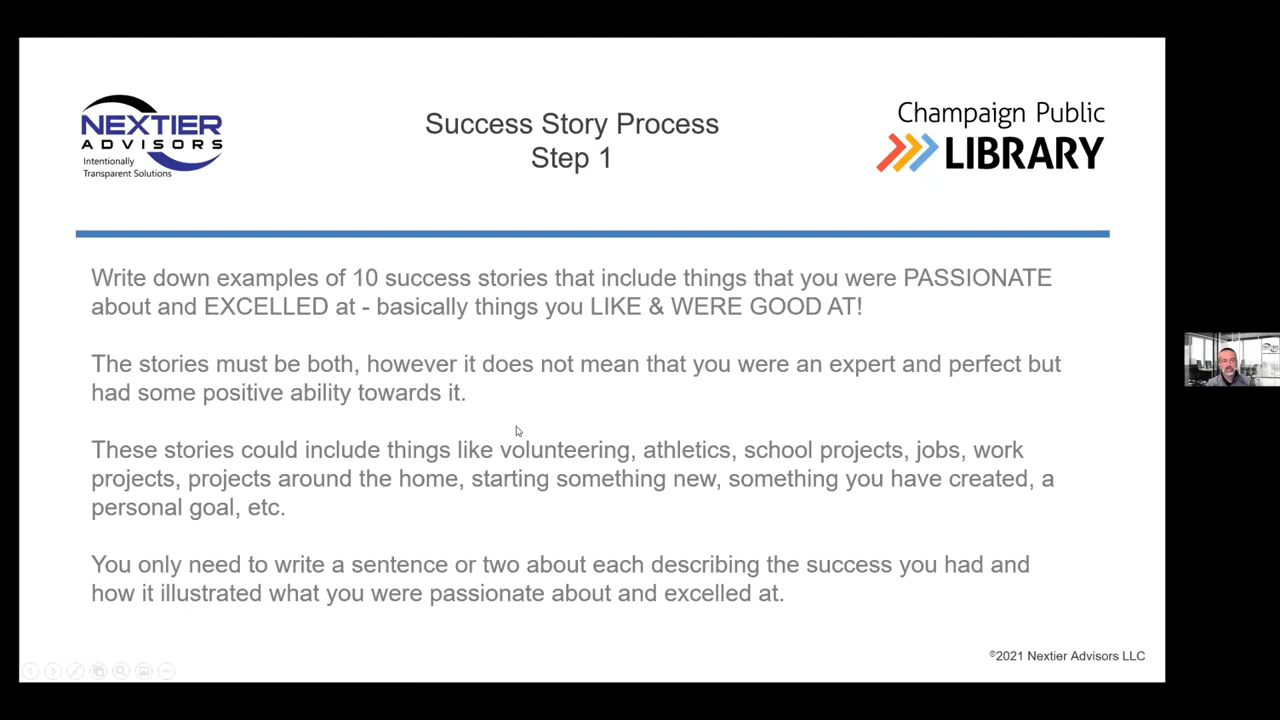 NEXTIER
ADVISORS
Intentionally
Transparent Solutions
Success Story Process
Step 1
Champaign Public
LIBRARY
Write down examples of 10 success stories that include things that you were PASSIONATE
about and EXCELLED at - basically things you LIKE & WERE GOOD AT!
The stories must be both, however it does not mean that you were an expert and perfect but
had some positive ability towards it.
These stories could include things like volunteering, athletics, school projects, jobs, work
projects, projects around the home, starting something new, something you have created, a
personal goal, etc.
You only need to write a sentence or two about each describing the success you had and
how it illustrated what you were passionate about and excelled at.
©2021 Nextier Advisors LLC